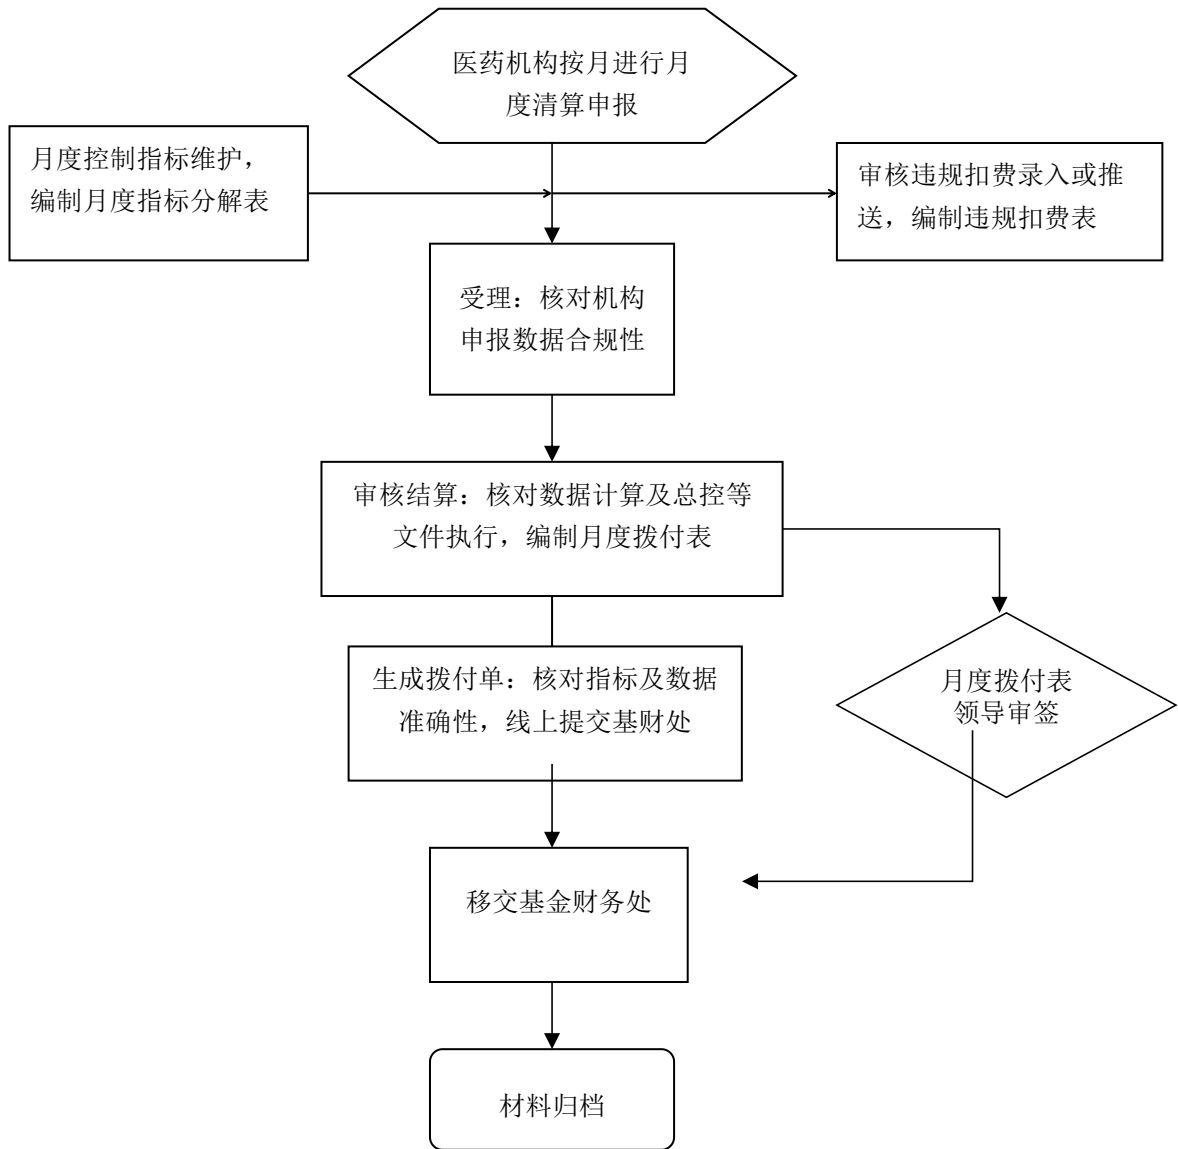 医药机构按月进行月
度清算申报
月度控制指标维护，
编制月度指标分解表
审核违规扣费录入或推
送，编制违规扣费表
受理：核对机构
申报数据合规性
审核结算：核对数据计算及总控等
文件执行，编制月度拨付表
生成拨付单：核对指标及数据
准确性，线上提交基财处
月度拨付表
领导审签
移交基金财务处
材料归档